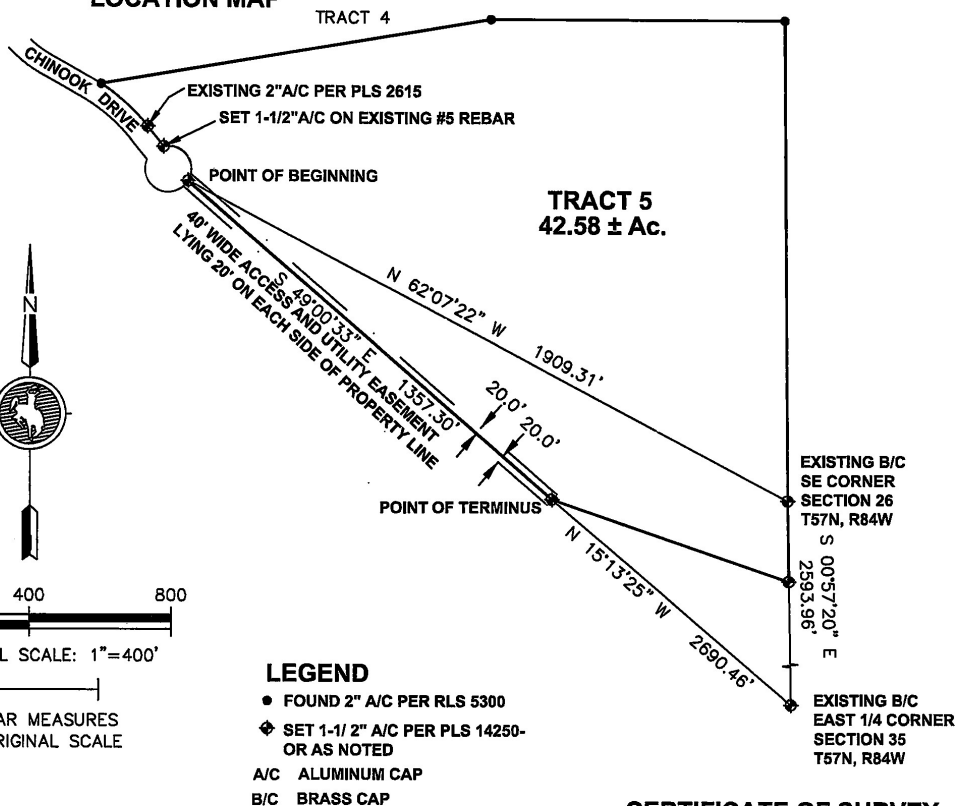 LOCATION MAP
TRACT 4
CHINOOK DRIVE
EXISTING 2"A/C PER PLS 2615
SET 1-1/2"A/C ON EXISTING #5 REBAR
POINT OF BEGINNING
TRACT 5
42.58 ± Ac.
N 62°07'22" W 1909.31'
S 49°00'33" E 1357.30'
40' WIDE ACCESS AND UTILITY EASEMENT
LYING 20' ON EACH SIDE OF PROPERTY LINE
20.0'
20.0'
N
EXISTING B/C
SE CORNER
SECTION 26
T57N, R84W
POINT OF TERMINUS
N 15°13'25" W 2690.46'
S 00°57'20" E
2593.96'
400 800
L SCALE: 1"=400'
AR MEASURES
RIGINAL SCALE
LEGEND
FOUND 2" A/C PER RLS 5300
SET 1-1/ 2" A/C PER PLS 14250-
OR AS NOTED
A/C ALUMINUM CAP
B/C BRASS CAP
EXISTING B/C
EAST 1/4 CORNER
SECTION 35
T57N, R84W
CERTIFICATE OF SURVEY